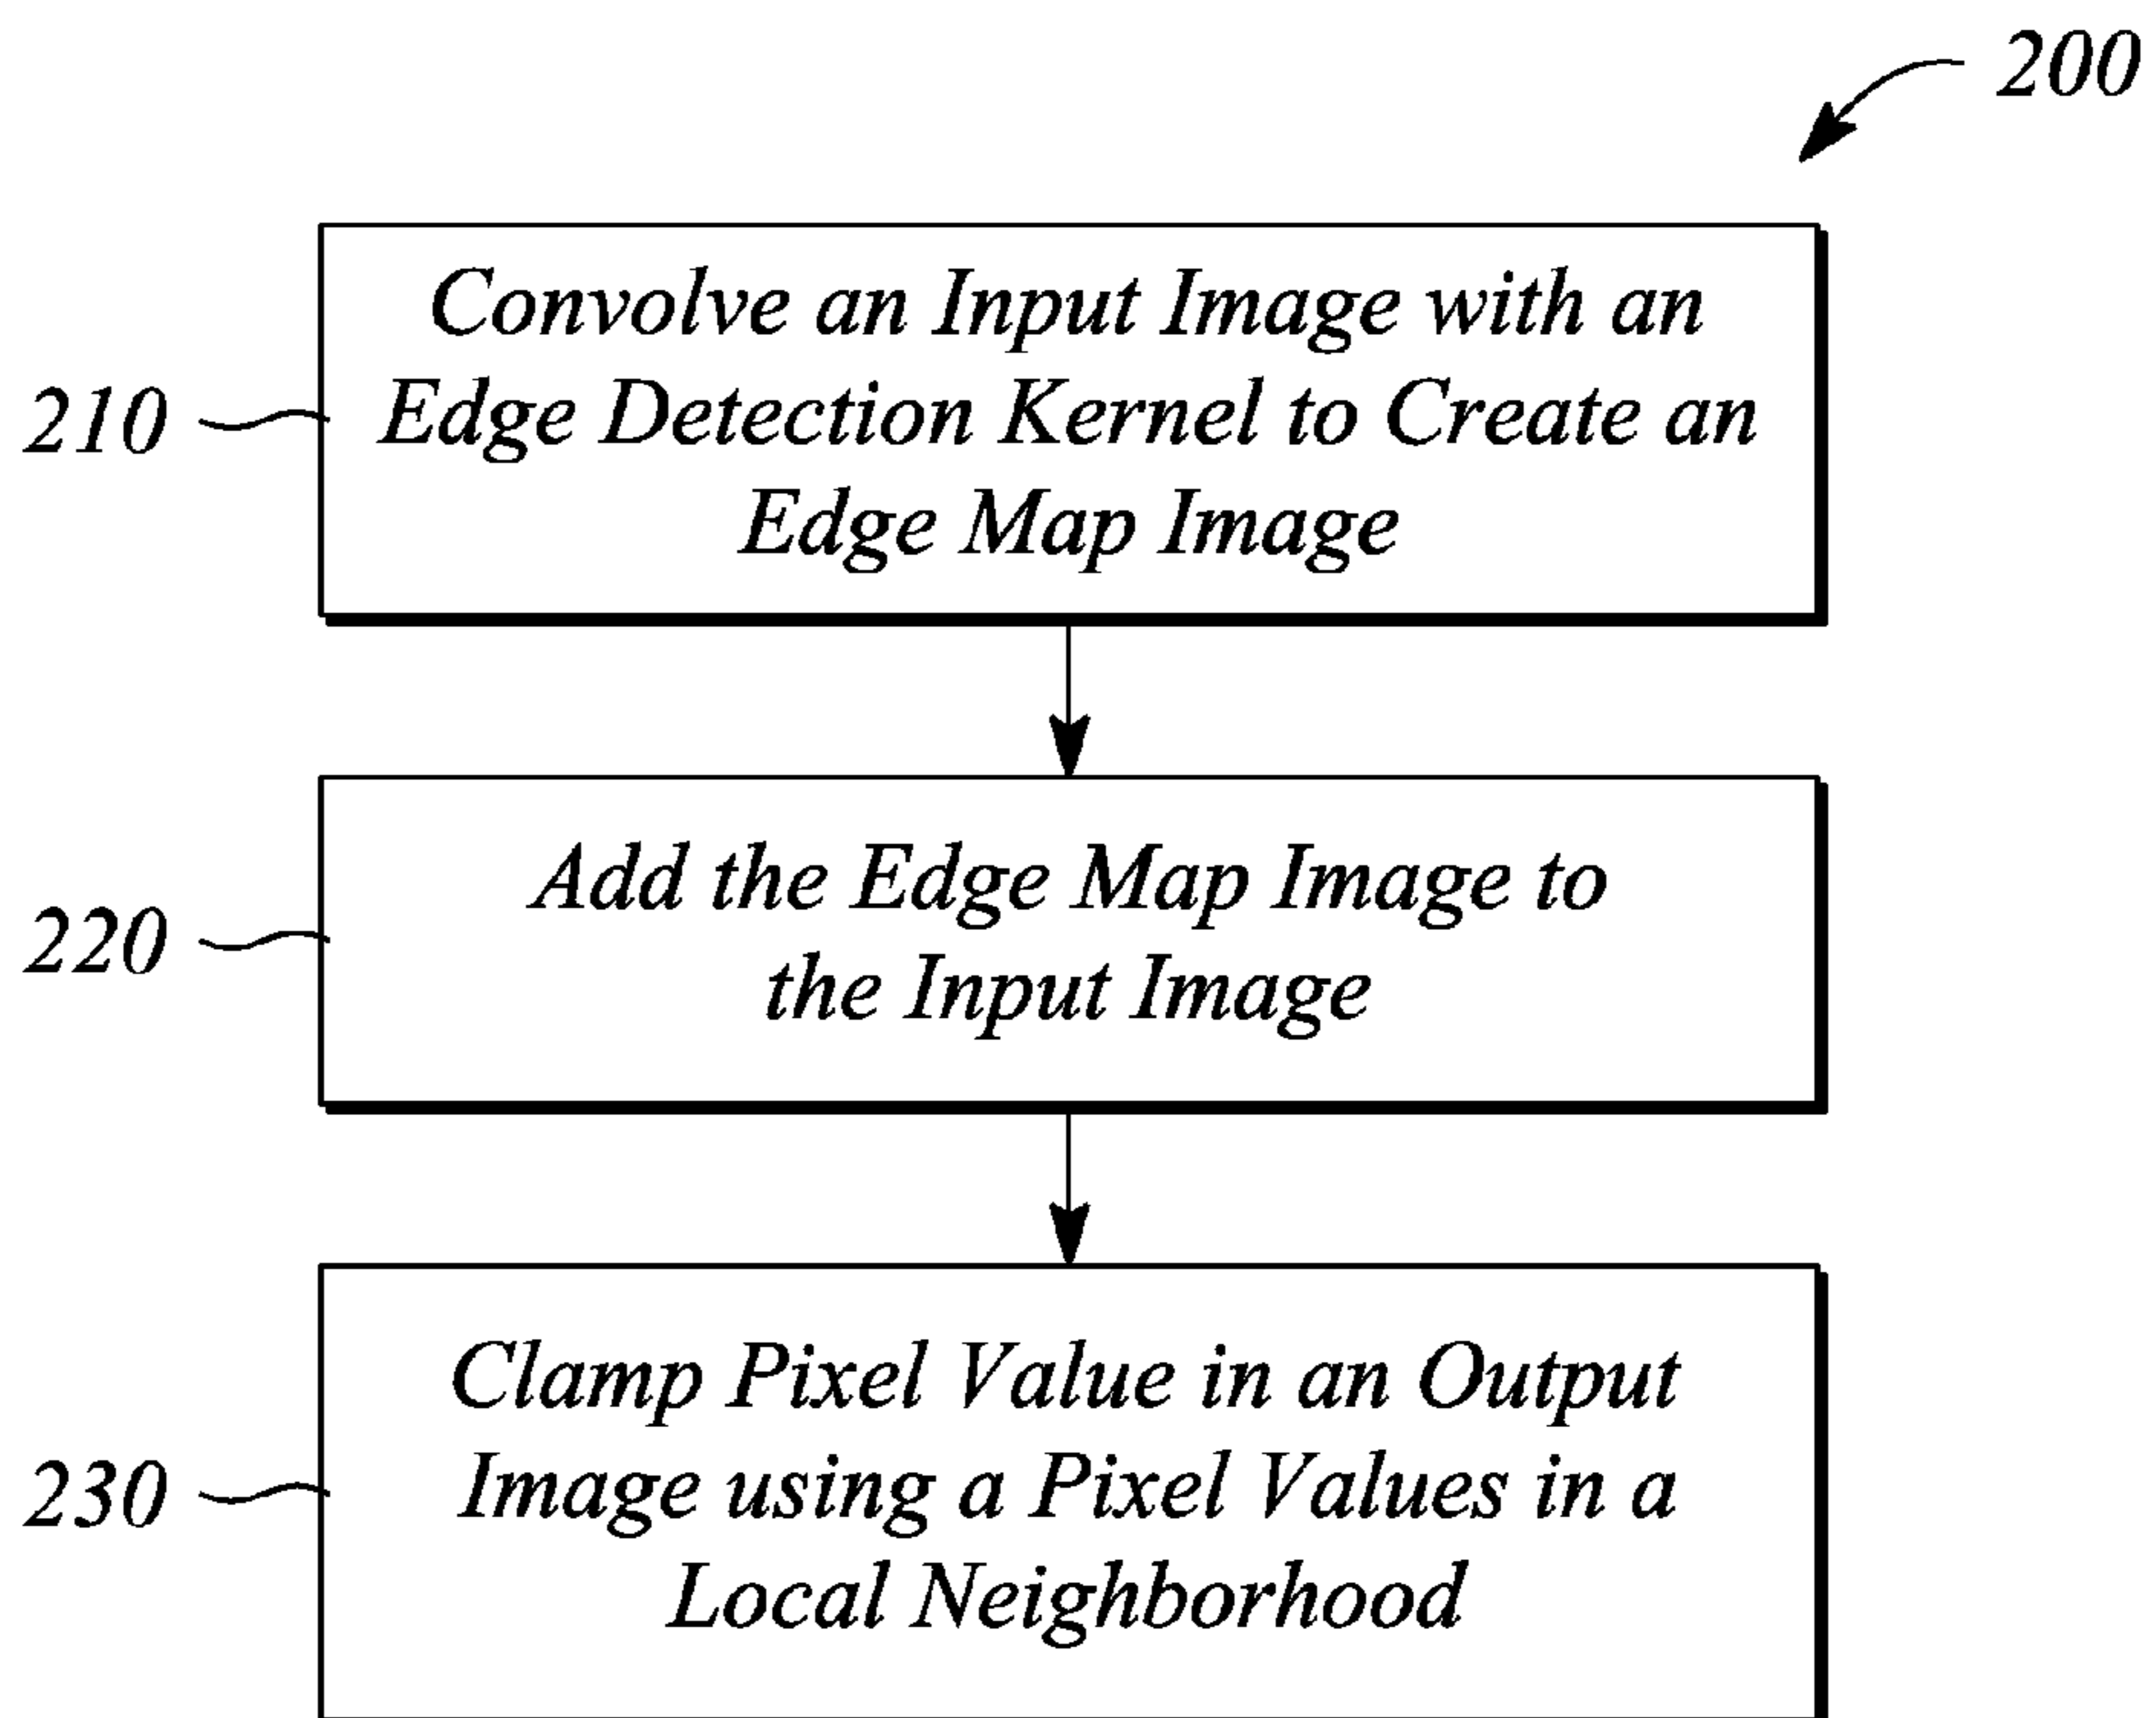 200
Convolve an Input Image with an
Edge Detection Kernel to Create an
Edge Map Image
210
Add the Edge Map Image to
the Input Image
220
Clamp Pixel Value in an Output
Image using a Pixel Values in a
Local Neighborhood
230